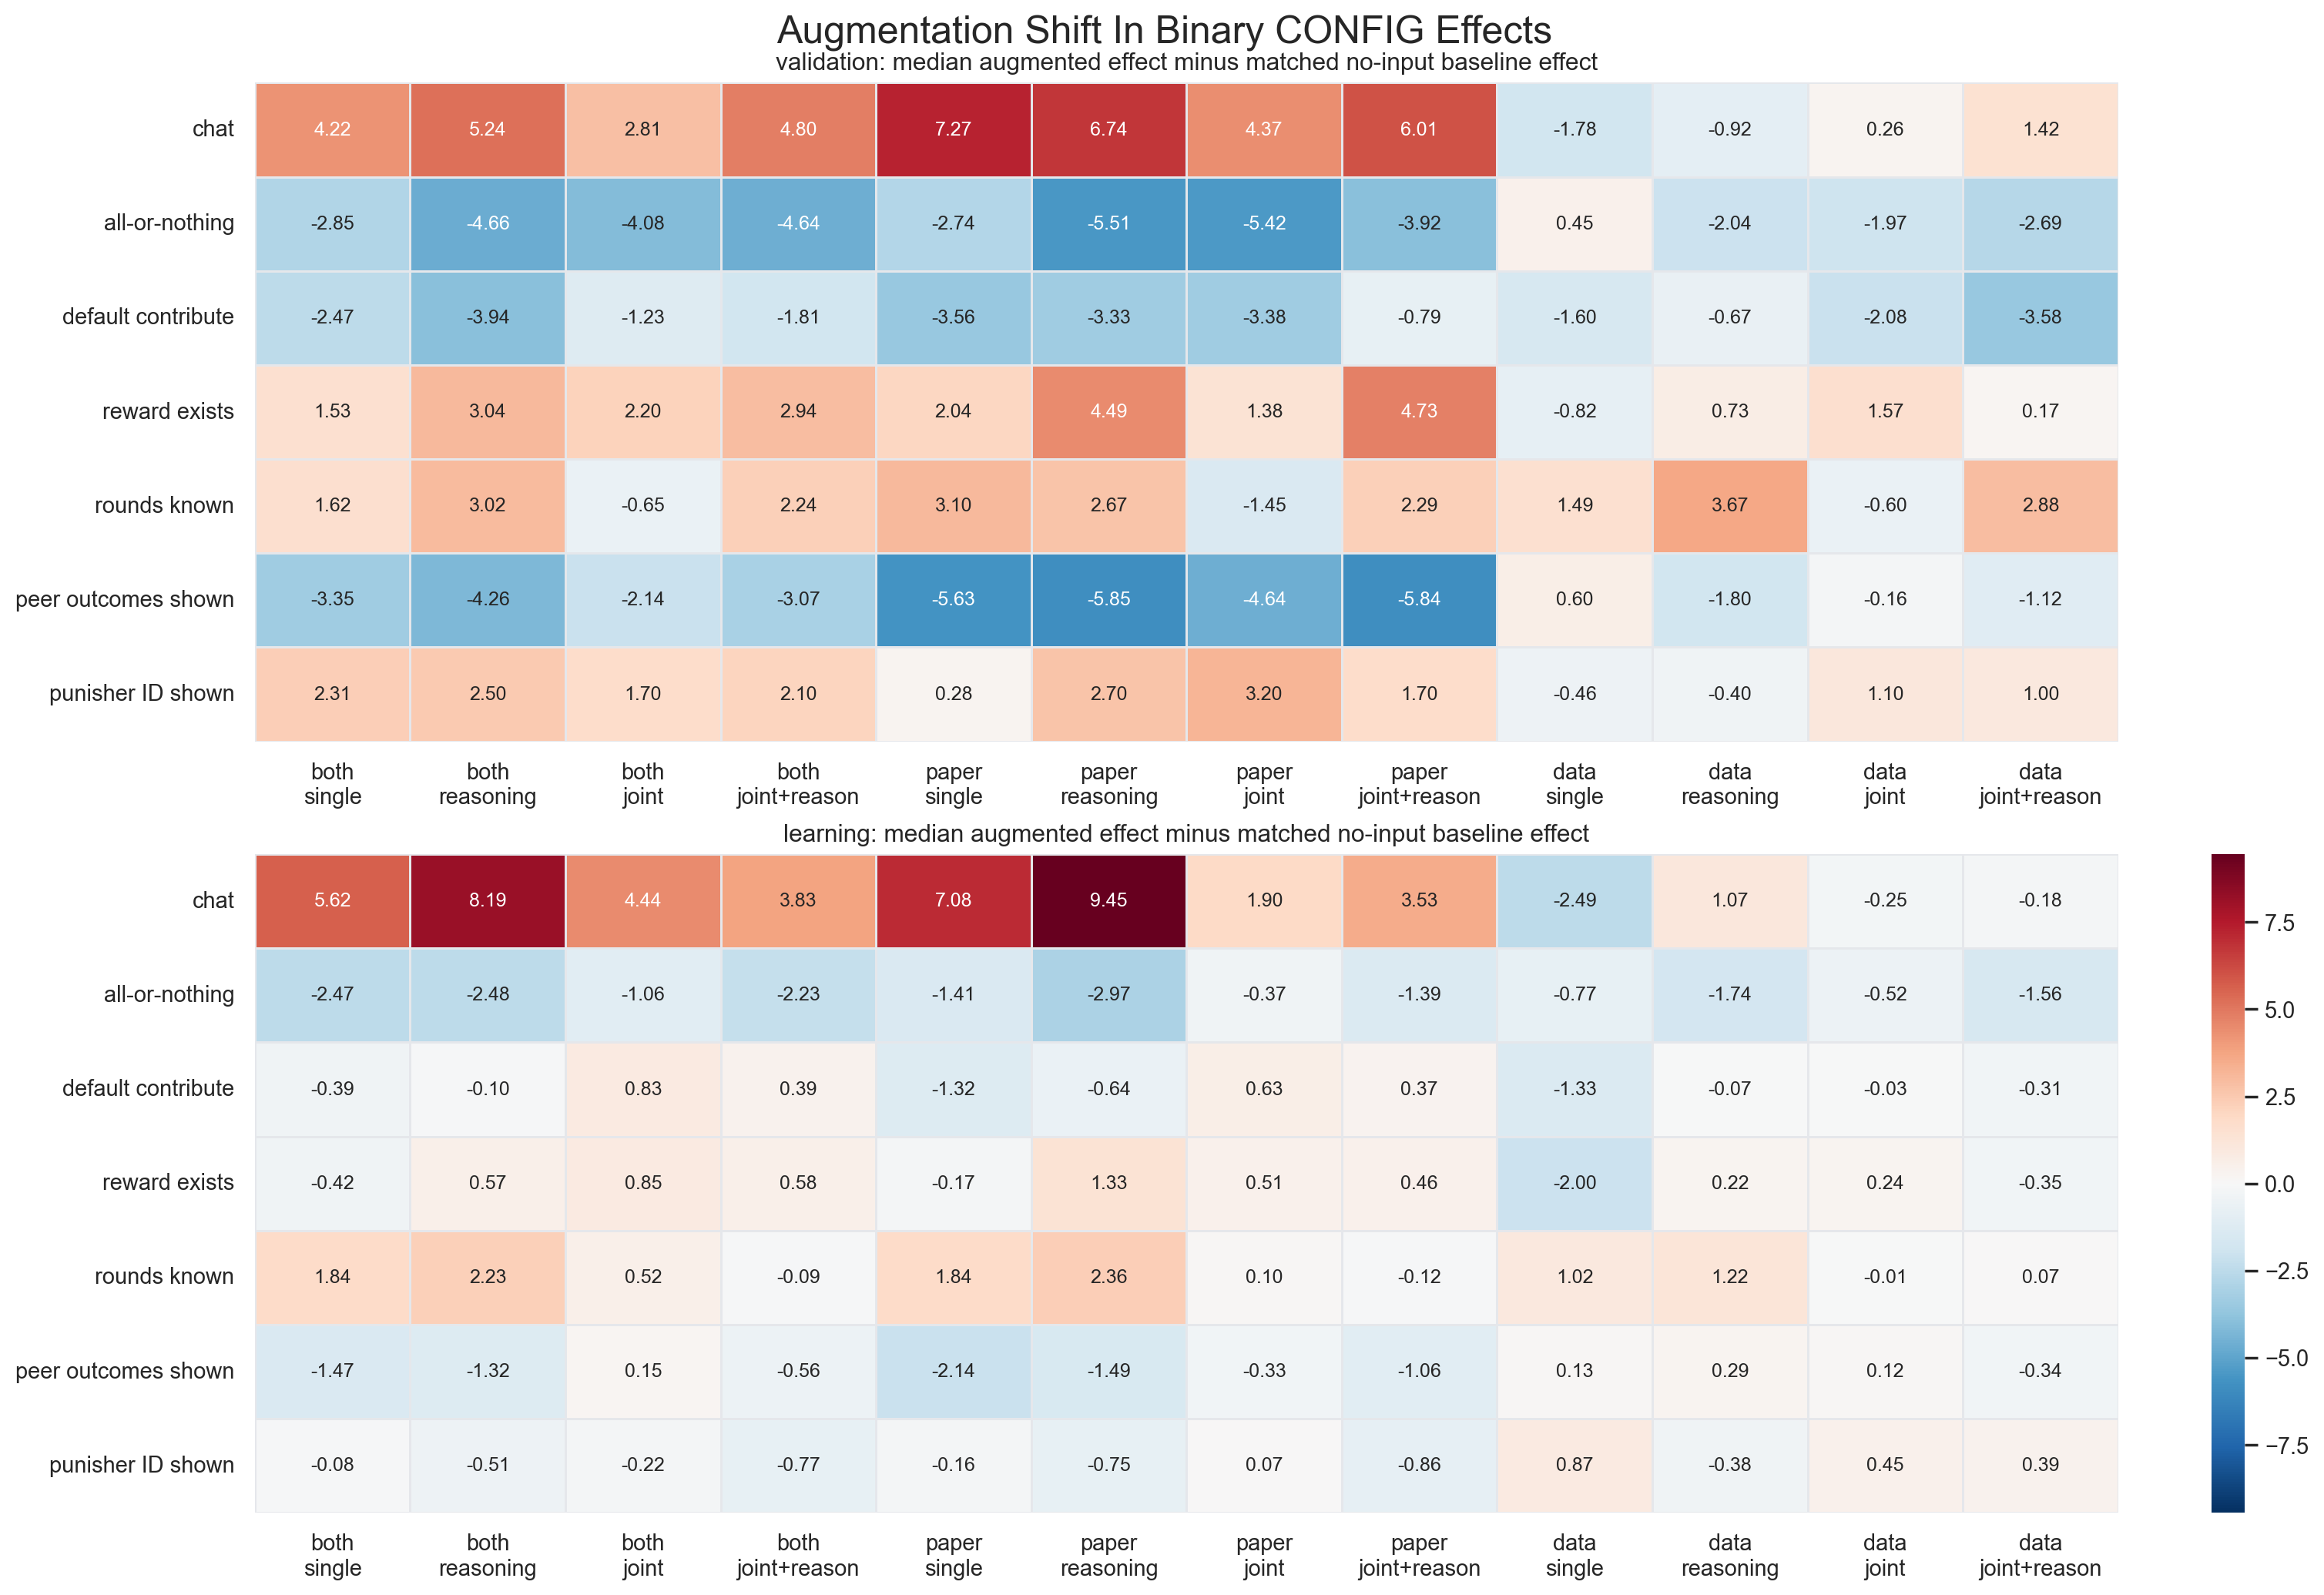 Augmentation Shift In Binary CONFIG Effects
validation: median augmented effect minus matched no-input baseline effect
chat 4.22 5.24 2.81 4.80 7.27 6.74 4.37 6.01 -1.78 -0.92 0.26 1.42
all-or-nothing -2.85 -4.66 -4.08 -4.64 -2.74 -5.51 -5.42 -3.92 0.45 -2.04 -1.97 -2.69
default contribute -2.47 -3.94 -1.23 -1.81 -3.56 -3.33 -3.38 -0.79 -1.60 -0.67 -2.08 -3.58
reward exists 1.53 3.04 2.20 2.94 2.04 4.49 1.38 4.73 -0.82 0.73 1.57 0.17
rounds known 1.62 3.02 -0.65 2.24 3.10 2.67 -1.45 2.29 1.49 3.67 -0.60 2.88
peer outcomes shown -3.35 -4.26 -2.14 -3.07 -5.63 -5.85 -4.64 -5.84 0.60 -1.80 -0.16 -1.12
punisher ID shown 2.31 2.50 1.70 2.10 0.28 2.70 3.20 1.70 -0.46 -0.40 1.10 1.00
both both both both paper paper paper paper data data data data
single reasoning joint joint+reason single reasoning joint joint+reason single reasoning joint joint+reason
learning: median augmented effect minus matched no-input baseline effect
chat 5.62 8.19 4.44 3.83 7.08 9.45 1.90 3.53 -2.49 1.07 -0.25 -0.18
all-or-nothing -2.47 -2.48 -1.06 -2.23 -1.41 -2.97 -0.37 -1.39 -0.77 -1.74 -0.52 -1.56
default contribute -0.39 -0.10 0.83 0.39 -1.32 -0.64 0.63 0.37 -1.33 -0.07 -0.03 -0.31
reward exists -0.42 0.57 0.85 0.58 -0.17 1.33 0.51 0.46 -2.00 0.22 0.24 -0.35
rounds known 1.84 2.23 0.52 -0.09 1.84 2.36 0.10 -0.12 1.02 1.22 -0.01 0.07
peer outcomes shown -1.47 -1.32 0.15 -0.56 -2.14 -1.49 -0.33 -1.06 0.13 0.29 0.12 -0.34
punisher ID shown -0.08 -0.51 -0.22 -0.77 -0.16 -0.75 0.07 -0.86 0.87 -0.38 0.45 0.39
both both both both paper paper paper paper data data data data
single reasoning joint joint+reason single reasoning joint joint+reason single reasoning joint joint+reason
7.5
5.0
2.5
0.0
−2.5
−5.0
−7.5